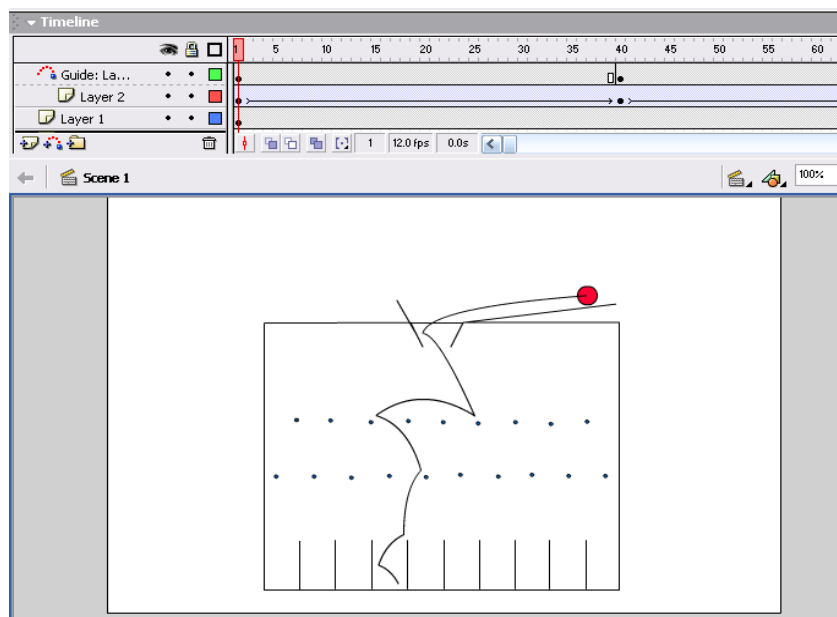 Timeline
1 5 10 15 20 25 30 35 40 45 50 55 60
Guide: La...
Layer 2
Layer 1
1 12.0 fps 0.0s
Scene 1 100%